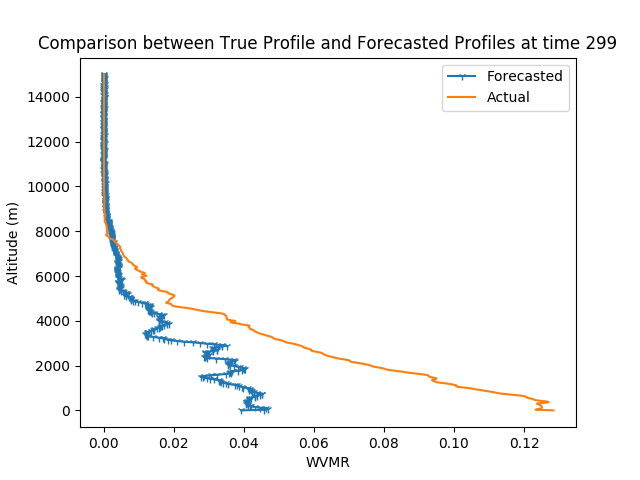 Comparison between True Profile and Forecasted Profiles at time 299
Forecasted
Actual
14000
12000
10000
8000
6000
4000
2000
0
Altitude (m)
0.00 0.02 0.04 0.06 0.08 0.10 0.12
WVMR